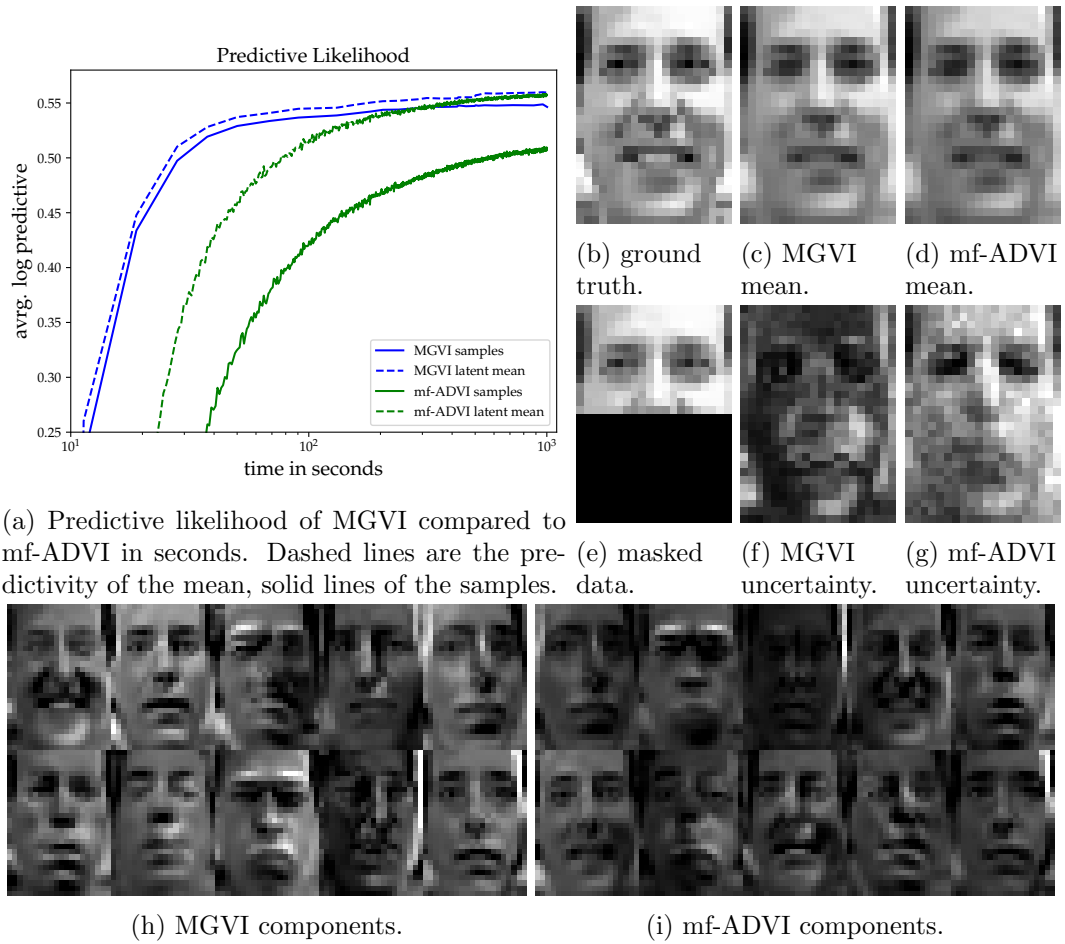 Predictive Likelihood
avrg. log predictive
0.55
0.50
0.45
0.40
0.35
0.30
0.25
10¹
10²
10³
time in seconds
MGVI samples
MGVI latent mean
mf-ADVI samples
mf-ADVI latent mean
(a) Predictive likelihood of MGVI compared to
mf-ADVI in seconds. Dashed lines are the pre-
dictivity of the mean, solid lines of the samples.
(b) ground
truth.
(c) MGVI
mean.
(d) mf-ADVI
mean.
(e) masked
data.
(f) MGVI
uncertainty.
(g) mf-ADVI
uncertainty.
(h) MGVI components.
(i) mf-ADVI components.